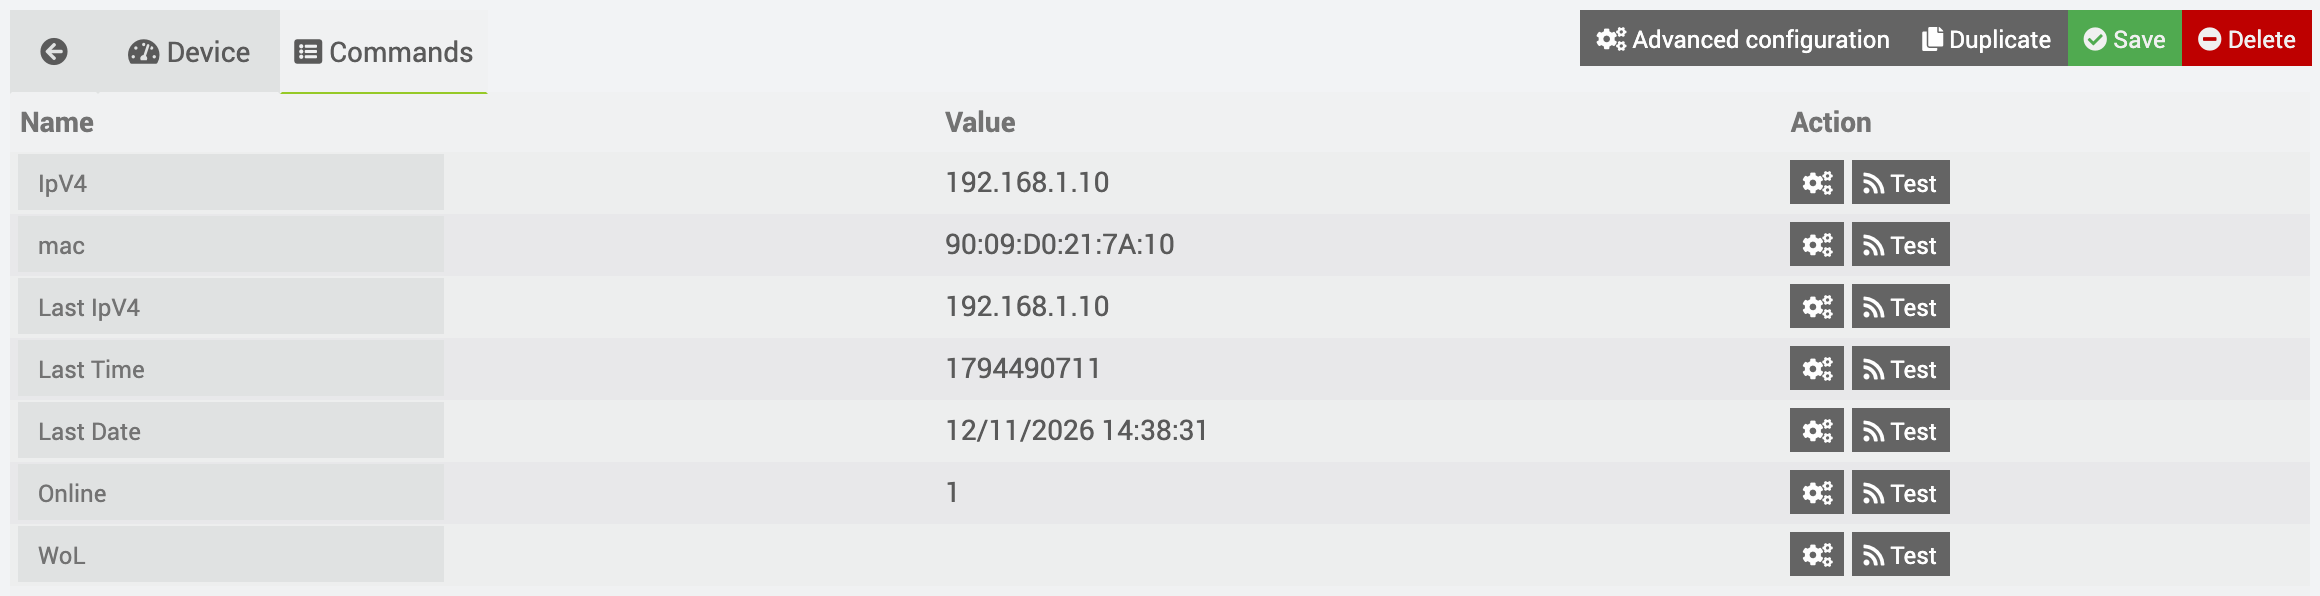 Device Commands Advanced configuration Duplicate Save Delete
Name Value Action
IpV4 192.168.1.10 Test
mac 90:09:D0:21:7A:10 Test
Last IpV4 192.168.1.10 Test
Last Time 1794490711 Test
Last Date 12/11/2026 14:38:31 Test
Online 1 Test
WoL Test